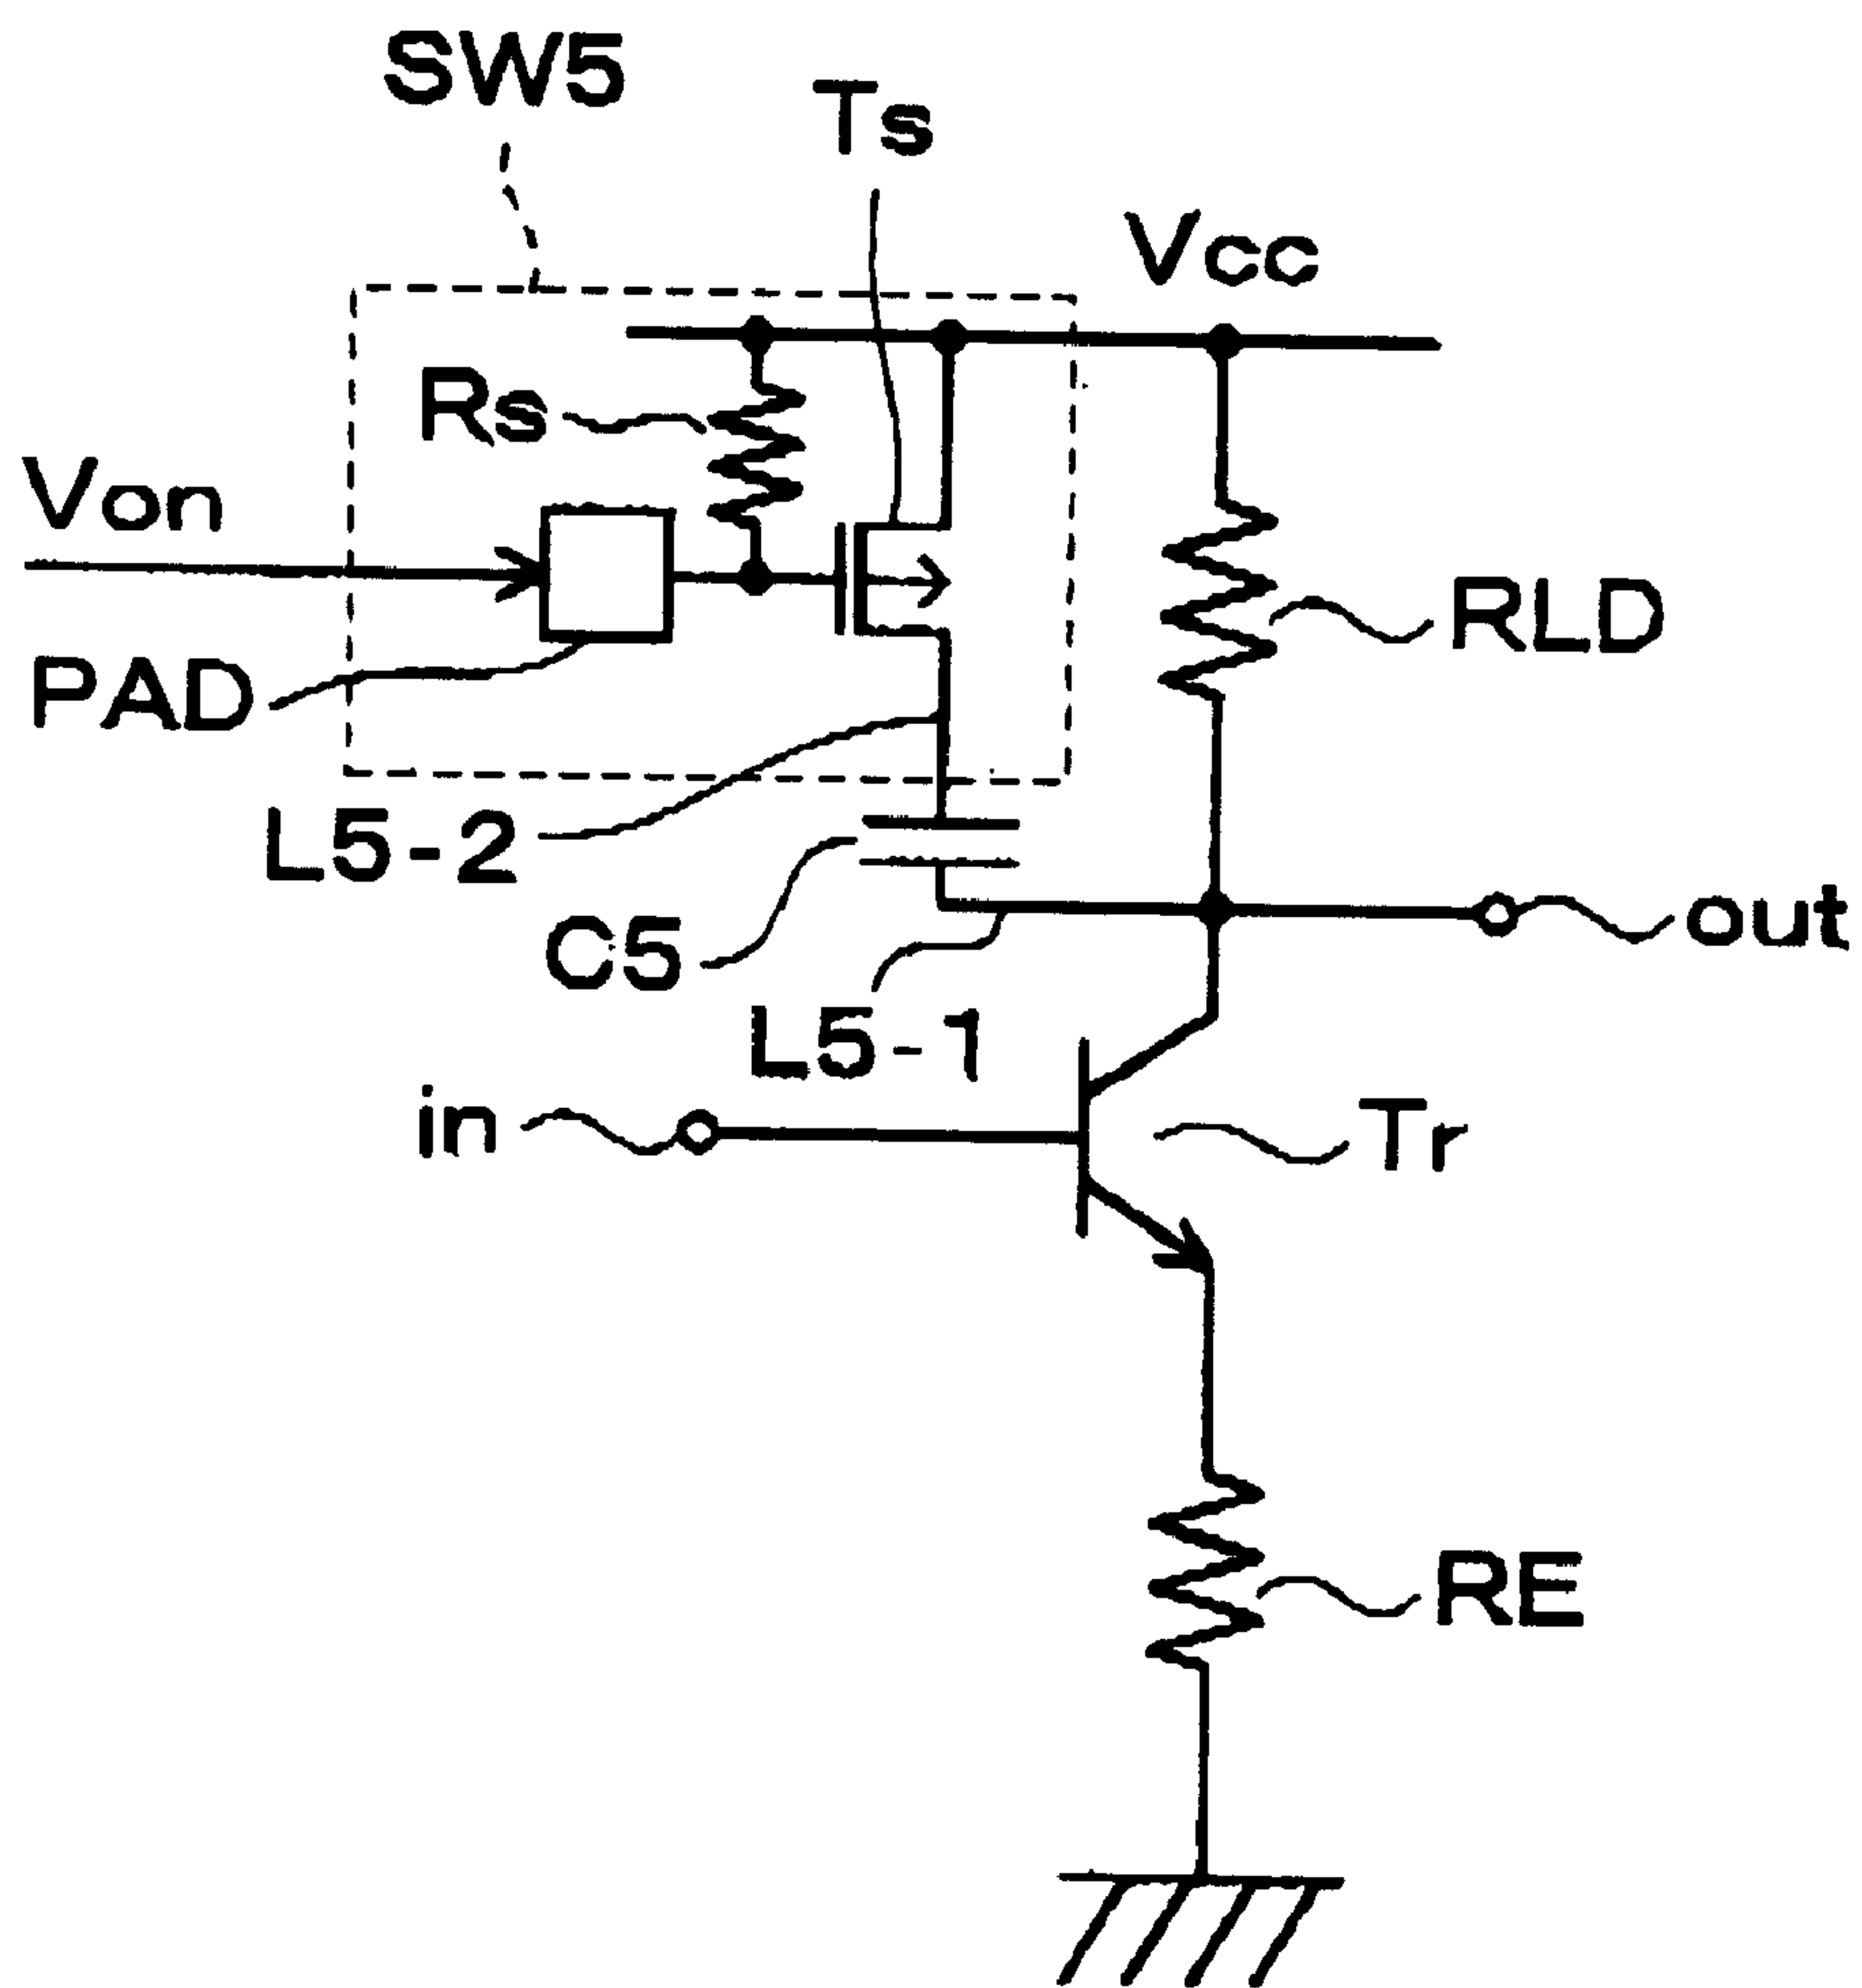 SW5
Ts
Vcc
Rs
Von
RLD
PAD
L5-2
out
C5
L5-1
in
Tr
RE